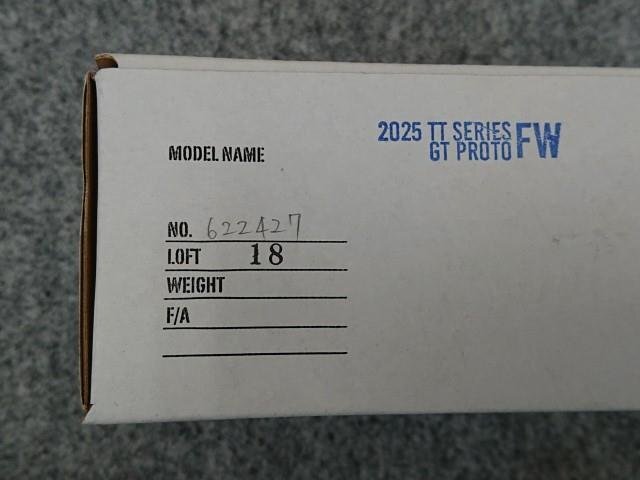 2025 TT SERIES
GT PROTO FW
MODEL NAME
NO. 622427
LOFT 18
WEIGHT
F/A